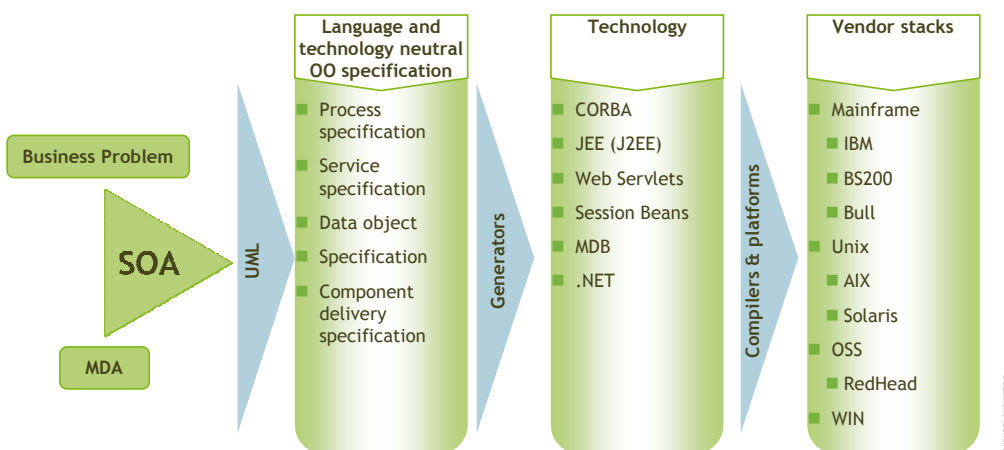 Business Problem
SOA
MDA
UML
Language and
technology neutral
OO specification
Process
specification
Service
specification
Data object
Specification
Component
delivery
specification
Generators
Technology
CORBA
JEE (J2EE)
Web Servlets
Session Beans
MDB
.NET
Compilers & platforms
Vendor stacks
Mainframe
IBM
BS200
Bull
Unix
AIX
Solaris
OSS
RedHead
WIN